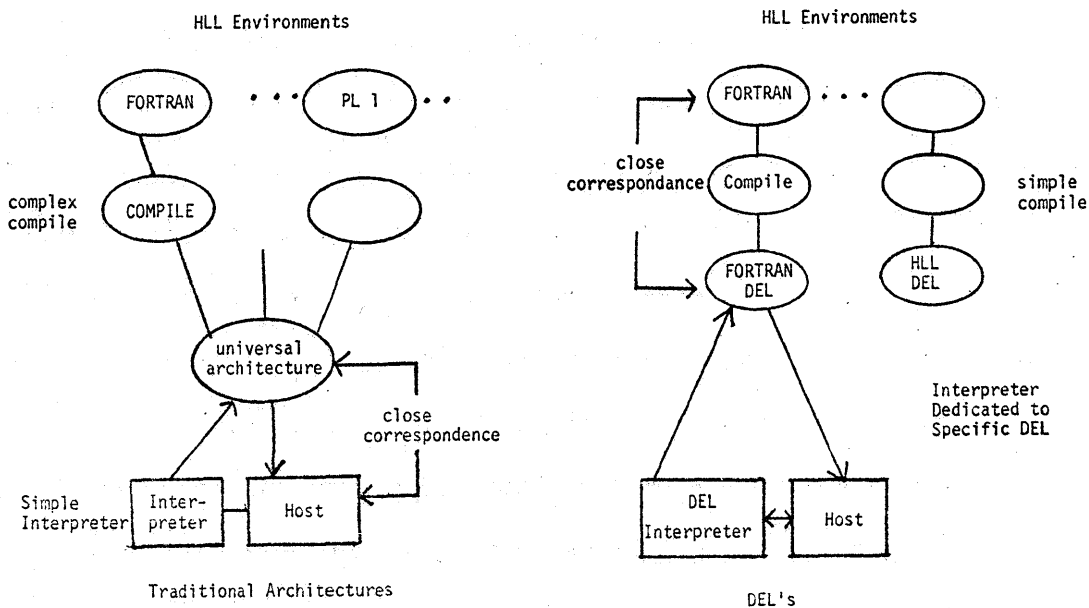 HLL Environments
FORTRAN
PL 1
complex
compile
COMPILE
universal
architecture
close
correspondence
Simple
Interpreter
Inter-
preter
Host
Traditional Architectures
HLL Environments
FORTRAN
close
correspondance
Compile
simple
compile
FORTRAN
DEL
HLL
DEL
Interpreter
Dedicated to
Specific DEL
DEL
Interpreter
Host
DEL's